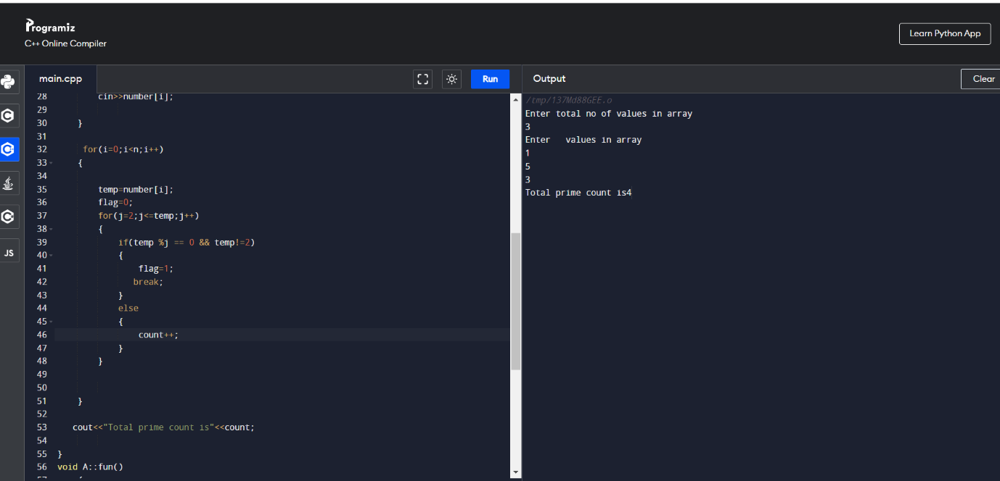 Programiz
C++ Online Compiler
Learn Python App
main.cpp
Run
Output
Clear
JS
28 cin>>number[i];
29
30 }
31
32 for(i=0;i<n;i++)
33 {
34
35 temp=number[i];
36 flag=0;
37 for(j=2;j<=temp;j++)
38 {
39 if(temp %j == 0 && temp!=2)
40 {
41 flag=1;
42 break;
43 }
44 else
45 {
46 count++;
47 }
48 }
49
50
51 }
52
53 cout<<"Total prime count is"<<count;
54
55 }
56 void A::fun()
/tmp/137Md88GEE.o
Enter total no of values in array
3
Enter   values in array
1
5
3
Total prime count is4